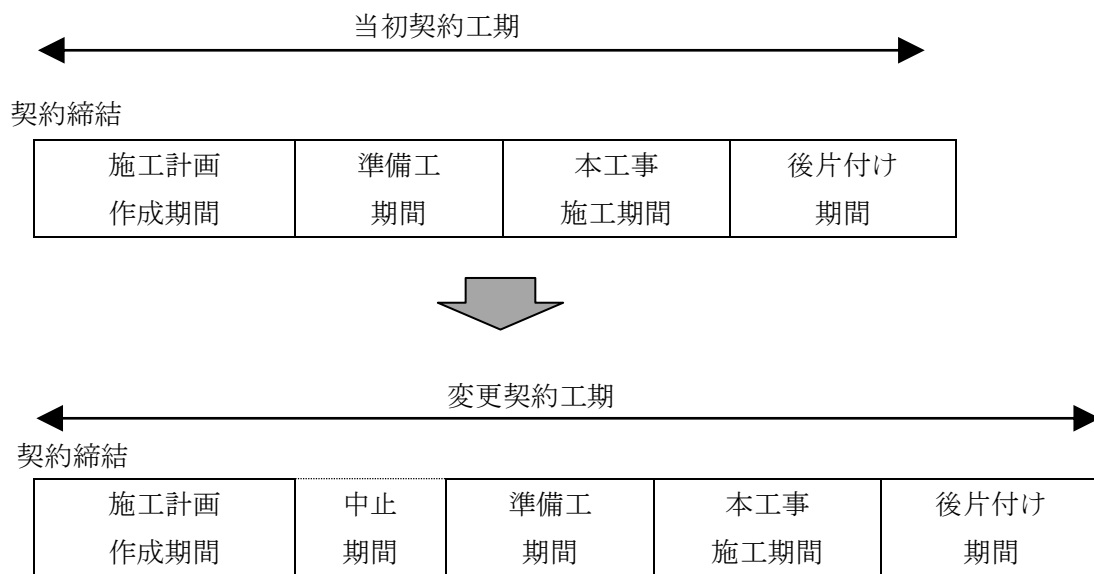 当初契約工期
契約締結
施工計画 準備工 本工事 後片付け
作成期間 期間 施工期間 期間
変更契約工期
契約締結
施工計画 中止 準備工 本工事 後片付け
作成期間 期間 期間 施工期間 期間